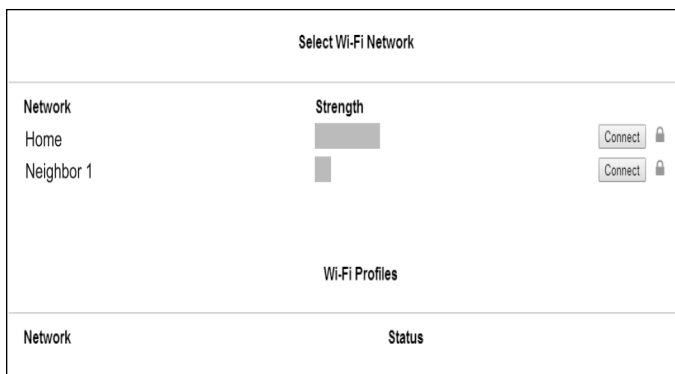 Select Wi-Fi Network
Network Strength
Home Connect
Neighbor 1 Connect
Wi-Fi Profiles
Network Status